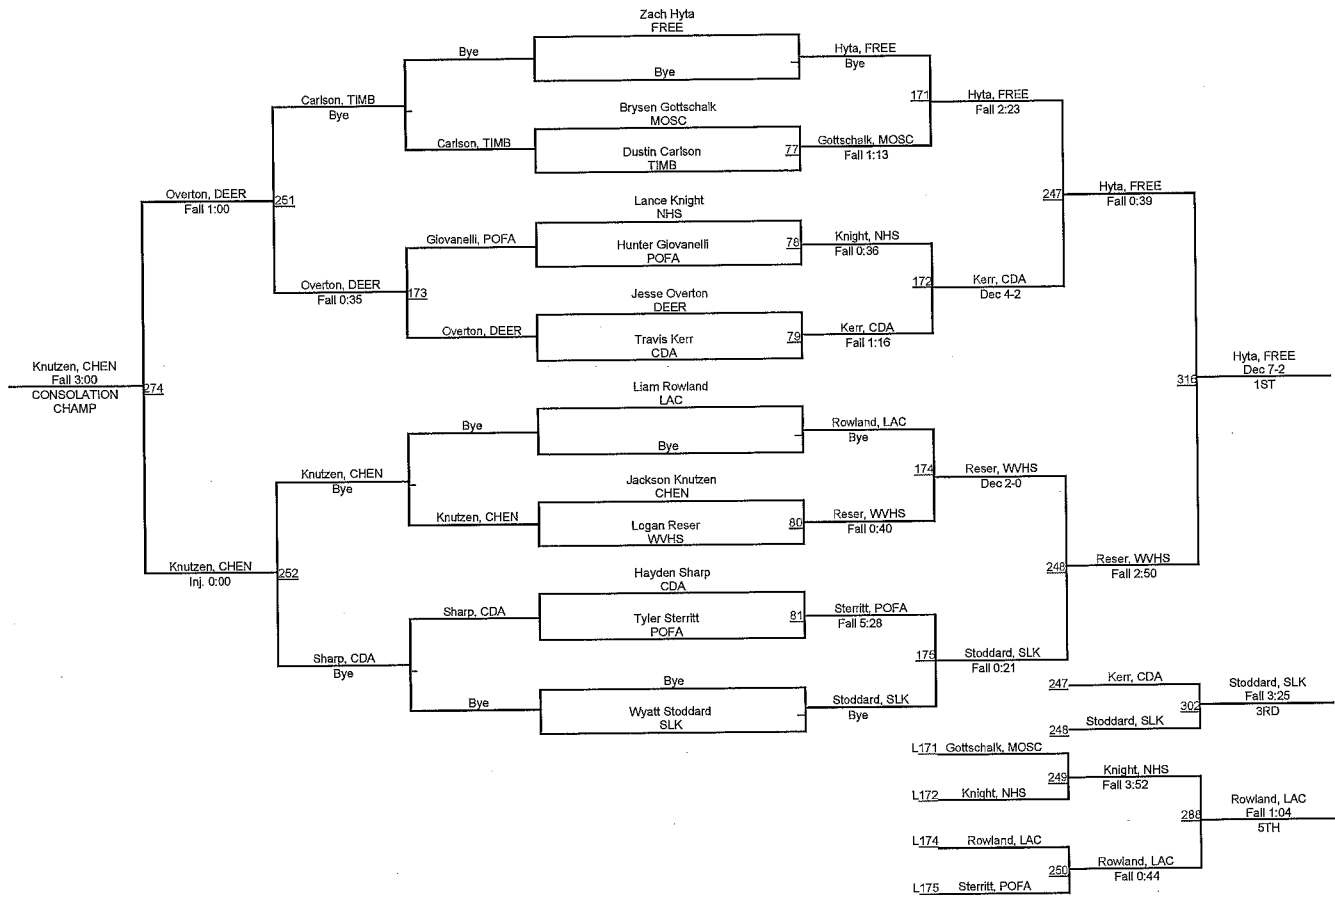 Zach Hyta
FREE
Bye
Bye
Hyta, FREE
Bye
171
Hyta, FREE
Fall 2:23
Carlson, TIMB
Bye
Brysen Gottschalk
MOSC
Carlson, TIMB
Dustin Carlson
TIMB
77
Gottschalk, MOSC
Fall 1:13
Overton, DEER
Fall 1:00
251
Lance Knight
NHS
247
Hyta, FREE
Fall 0:39
Giovanelli, POFA
Hunter Giovanelli
POFA
78
Knight, NHS
Fall 0:36
Overton, DEER
Fall 0:35
173
172
Kerr, CDA
Dec 4-2
Jesse Overton
DEER
Overton, DEER
Travis Kerr
CDA
79
Kerr, CDA
Fall 1:16
Knutzen, CHEN
Fall 3:00
CONSOLATION
CHAMP
274
316
Hyta, FREE
Dec 7-2
1ST
Liam Rowland
LAC
Bye
Bye
Rowland, LAC
Bye
174
Reser, WVHS
Dec 2-0
Knutzen, CHEN
Bye
Jackson Knutzen
CHEN
Knutzen, CHEN
Logan Reser
WVHS
80
Reser, WVHS
Fall 0:40
Knutzen, CHEN
Inj. 0:00
252
248
Reser, WVHS
Fall 2:50
Hayden Sharp
CDA
Sharp, CDA
Tyler Sterritt
POFA
81
Sterritt, POFA
Fall 5:28
Sharp, CDA
Bye
175
Stoddard, SLK
Fall 0:21
Bye
Bye
Wyatt Stoddard
SLK
Stoddard, SLK
Bye
247
Kerr, CDA
302
Stoddard, SLK
Fall 3:25
3RD
248
Stoddard, SLK
L171 Gottschalk, MOSC
249
Knight, NHS
Fall 3:52
L172 Knight, NHS
288
Rowland, LAC
Fall 1:04
5TH
L174 Rowland, LAC
250
Rowland, LAC
Fall 0:44
L175 Sterritt, POFA